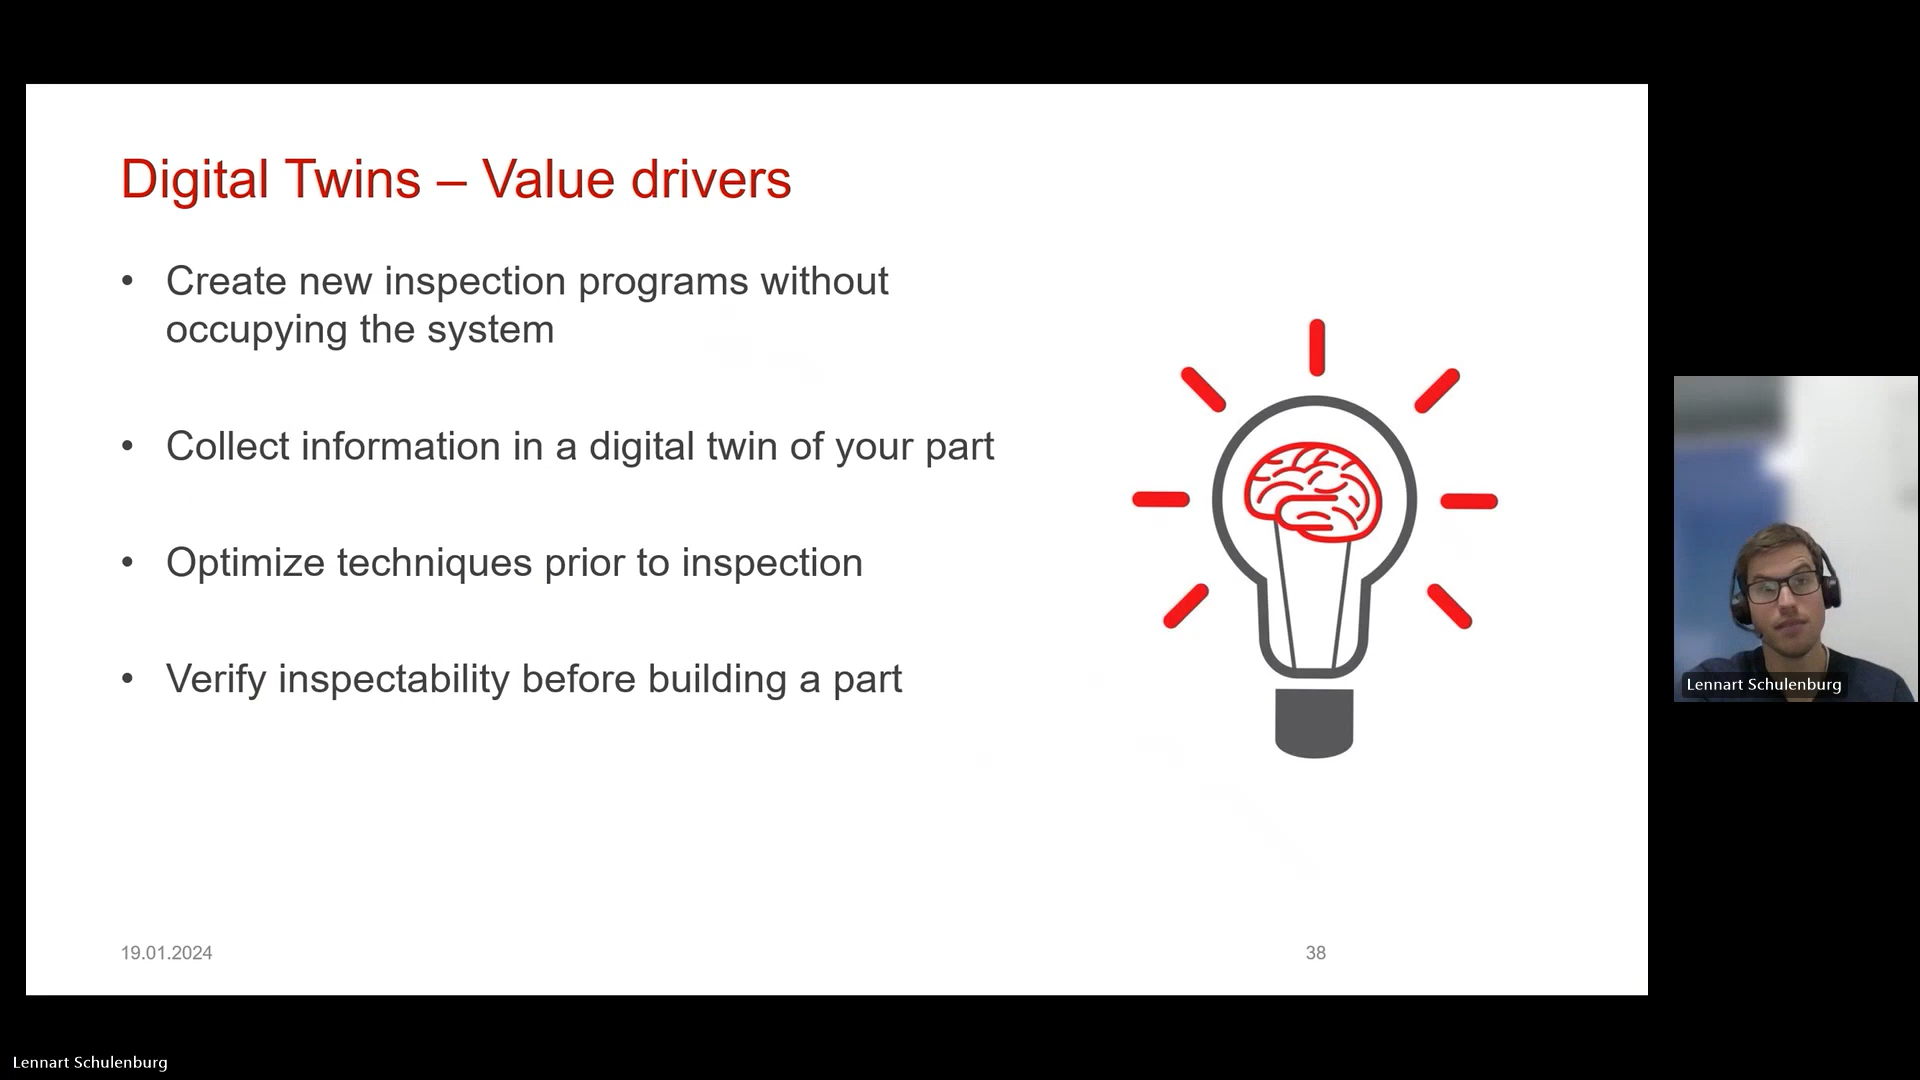 Digital Twins – Value drivers
• Create new inspection programs without
occupying the system
• Collect information in a digital twin of your part
• Optimize techniques prior to inspection
• Verify inspectability before building a part
19.01.2024
38
Lennart Schulenburg
Lennart Schulenburg